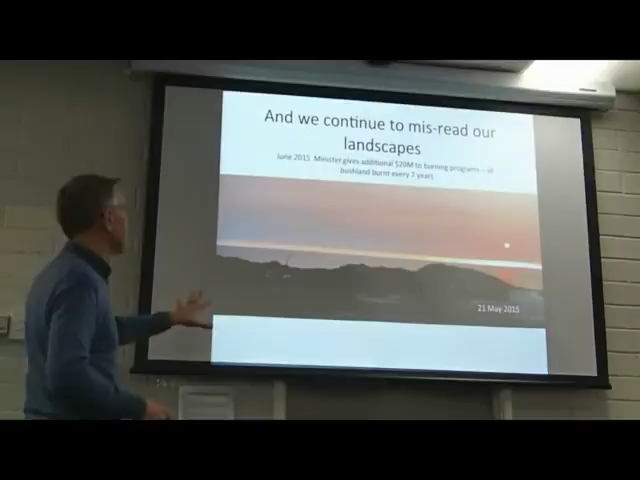 And we continue to mis-read our
landscapes
June 2015 Minister gives additional $20M to burning programs – all
bushland burnt every 7 years
21 May 2015